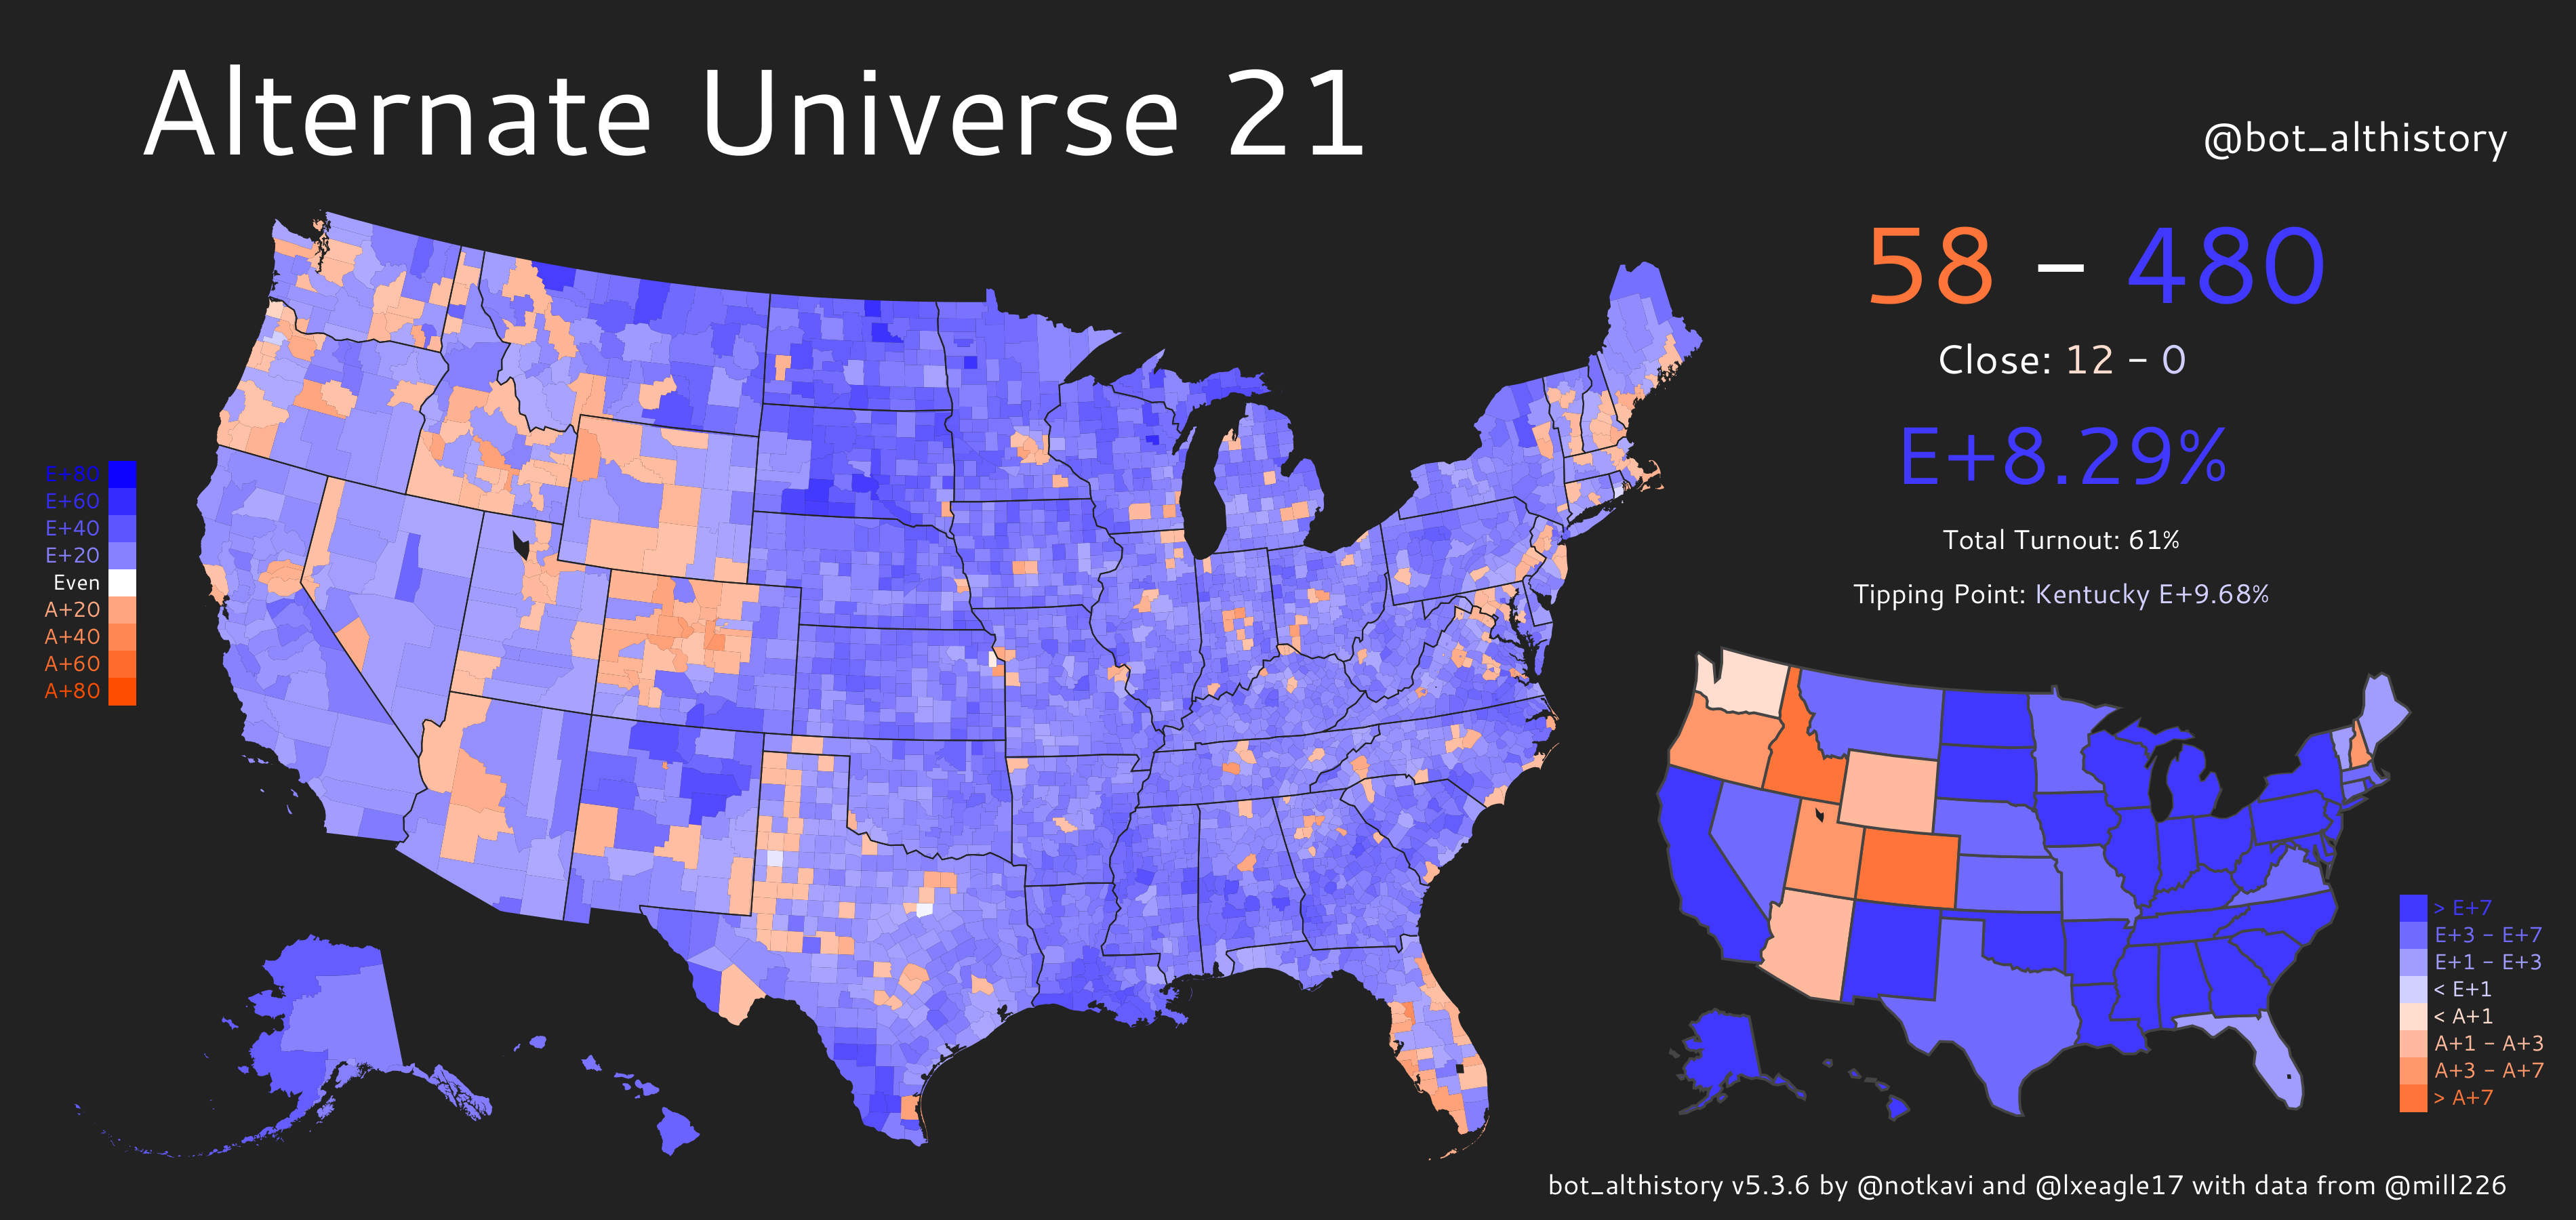 Alternate Universe 21
@bot_althistory
58 – 480
Close: 12 - 0
E+8.29%
Total Turnout: 61%
Tipping Point: Kentucky E+9.68%
E+80
E+60
E+40
E+20
Even
A+20
A+40
A+60
A+80
> E+7
E+3 - E+7
E+1 - E+3
< E+1
< A+1
A+1 - A+3
A+3 - A+7
> A+7
bot_althistory v5.3.6 by @notkavi and @lxeagle17 with data from @mill226